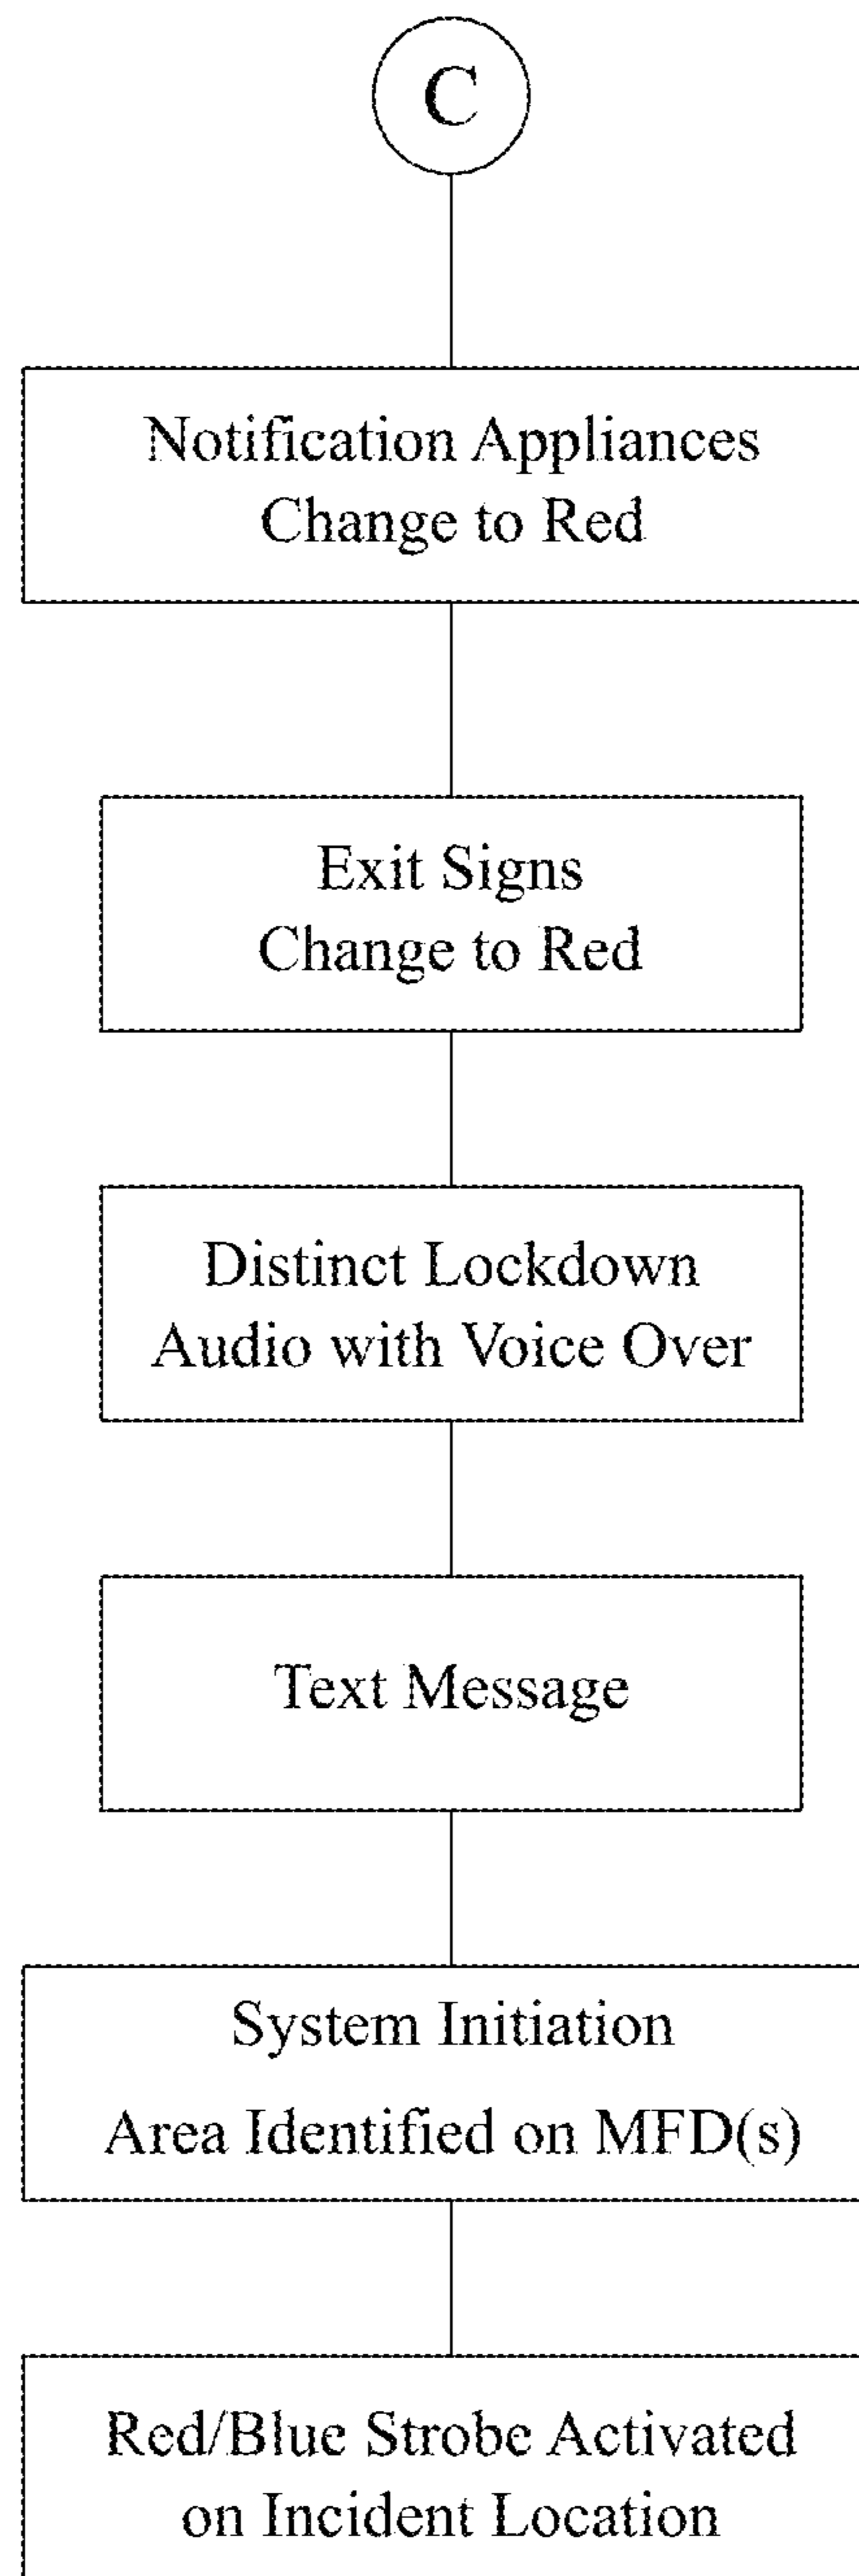 C
Notification Appliances
Change to Red
Exit Signs
Change to Red
Distinct Lockdown
Audio with Voice Over
Text Message
System Initiation
Area Identified on MFD(s)
Red/Blue Strobe Activated
on Incident Location